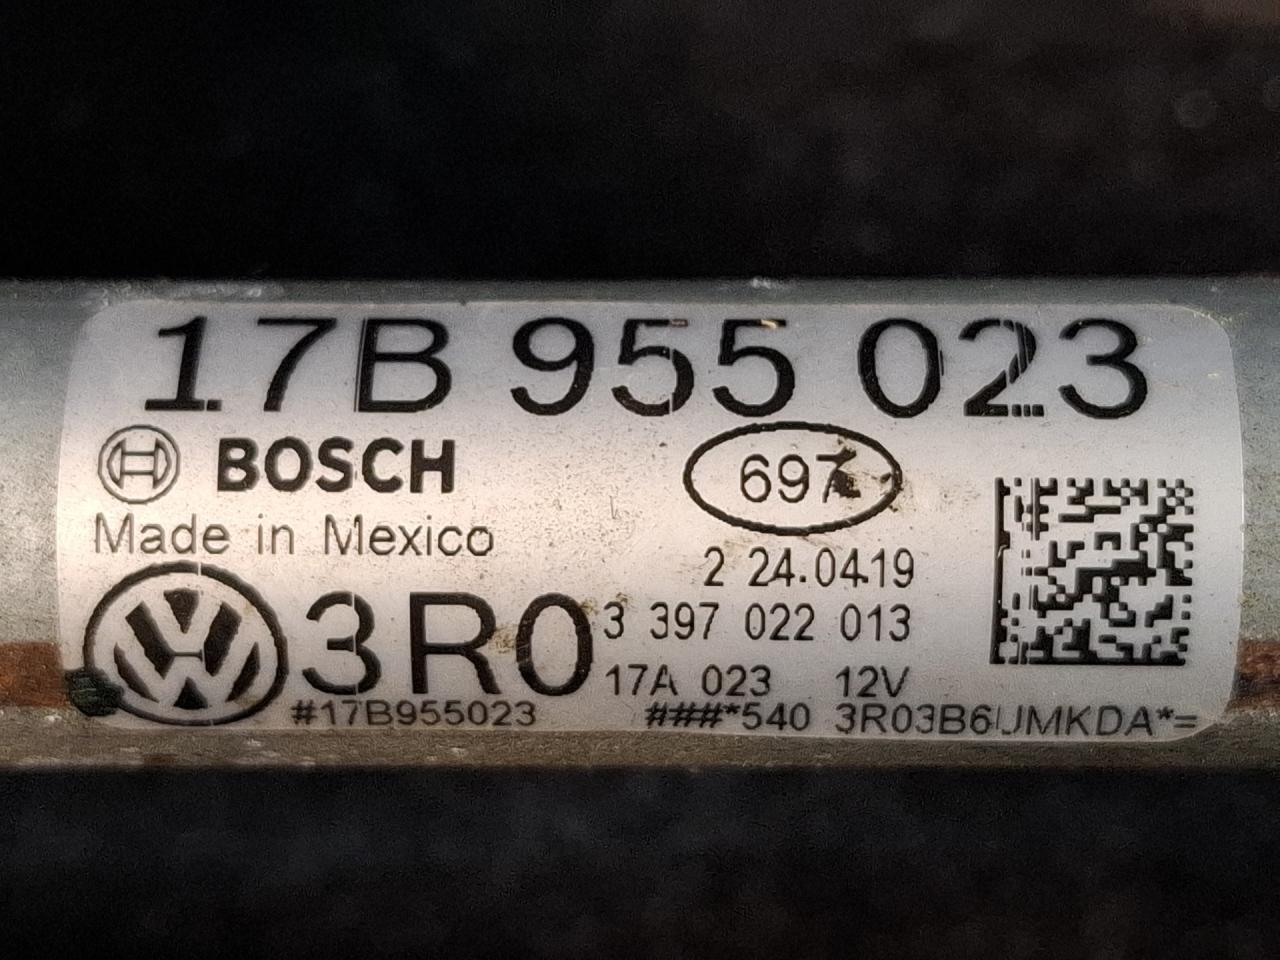 17B 955 023
BOSCH
697
Made in Mexico
2 24.0419
3R0
3 397 022 013
17A 023 12V
#17B955023 ###*540 3R03B6UMKDA*=